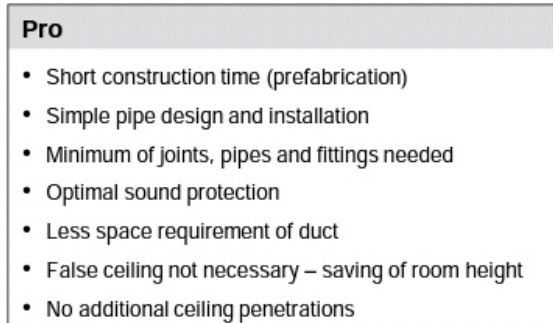 Pro
• Short construction time (prefabrication)
• Simple pipe design and installation
• Minimum of joints, pipes and fittings needed
• Optimal sound protection
• Less space requirement of duct
• False ceiling not necessary – saving of room height
• No additional ceiling penetrations